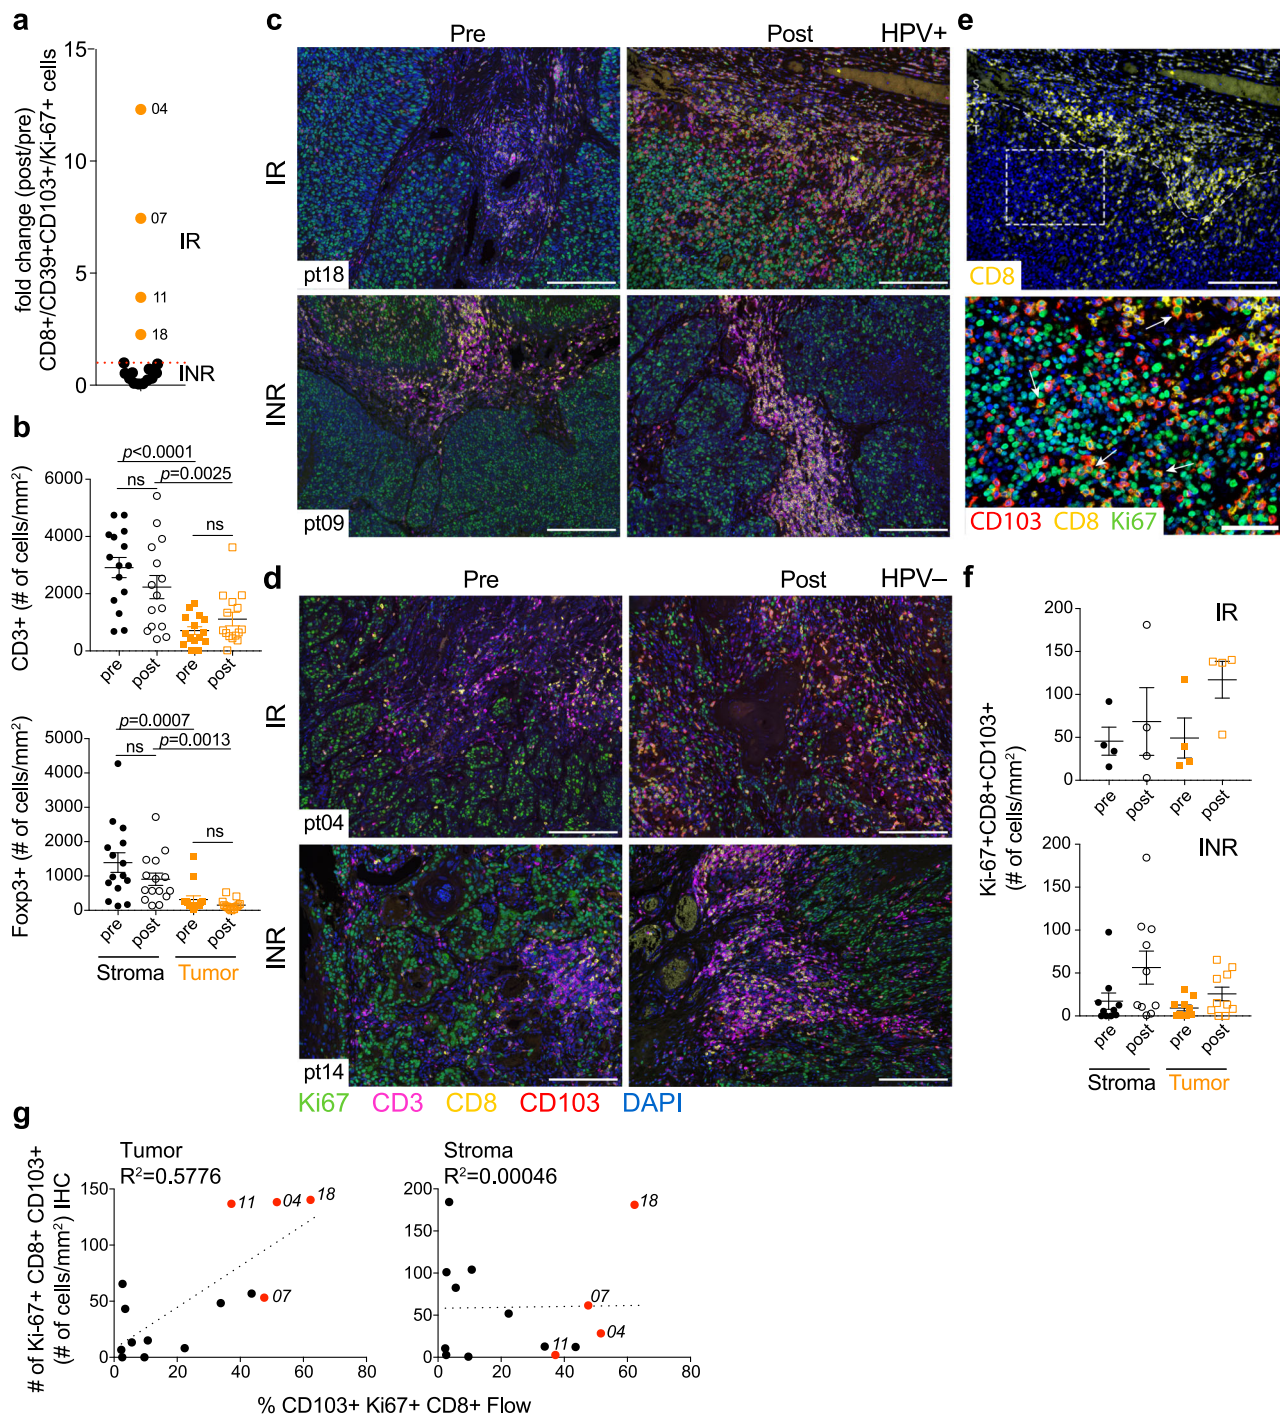 a
15
10
5
0
fold change (post/pre)
CD8+/CD39+CD103+/Ki-67+ cells
04
07
11
18
IR
INR
b
p<0.0001
ns
p=0.0025
ns
6000
4000
2000
0
CD3+ (# of cells/mm²)
pre
post
pre
post
p=0.0007
ns
p=0.0013
ns
5000
4000
3000
2000
1000
0
Foxp3+ (# of cells/mm²)
pre
post
pre
post
Stroma
Tumor
c
Pre
Post
HPV+
IR
pt18
INR
pt09
d
Pre
Post
HPV–
IR
pt04
INR
pt14
Ki67 CD3 CD8 CD103 DAPI
e
S
T
CD8
CD103 CD8 Ki67
f
IR
200
150
100
50
0
pre
post
pre
post
INR
200
150
100
50
0
Ki-67+CD8+CD103+
(# of cells/mm²)
pre
post
pre
post
Stroma
Tumor
g
Tumor
R²=0.5776
150
100
50
0
# of Ki-67+ CD8+ CD103+
(# of cells/mm²) IHC
11
04
18
07
0
20
40
60
80
Stroma
R²=0.00046
200
150
100
50
0
18
07
04
11
0
20
40
60
80
% CD103+ Ki67+ CD8+ Flow